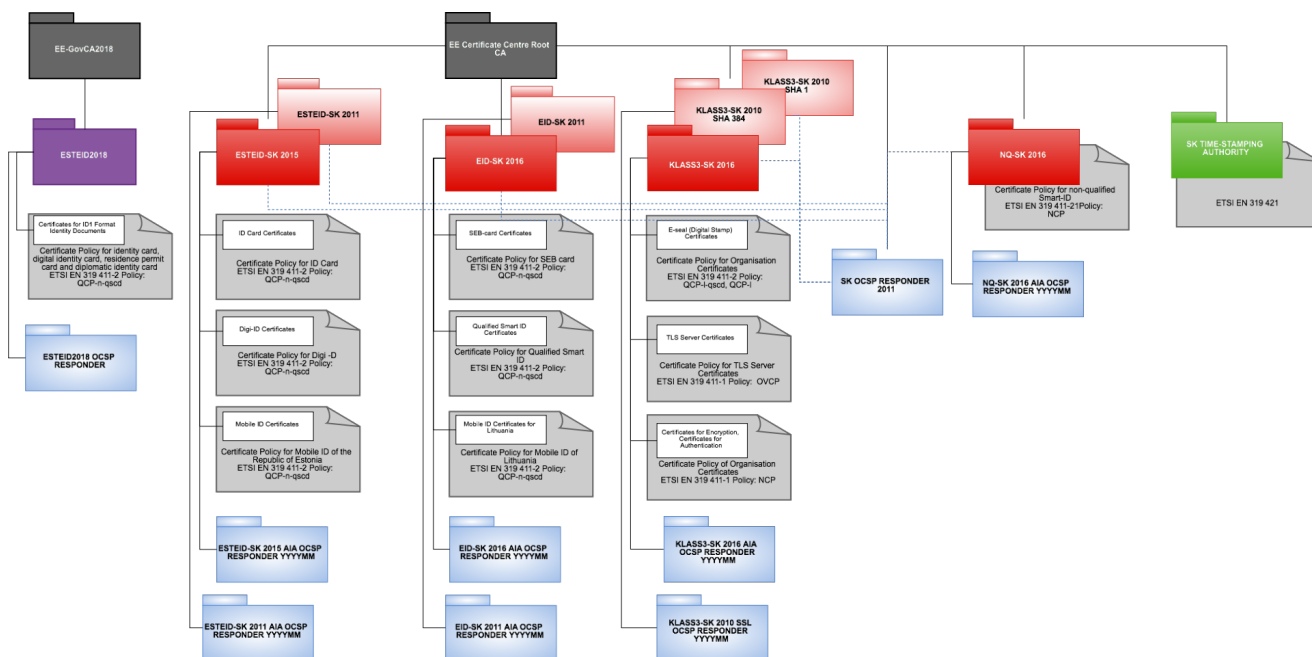 EE-GovCA2018
EE Certificate Centre Root
CA
KLASS3-SK 2010
SHA 1
ESTEID-SK 2011
EID-SK 2011
KLASS3-SK 2010
SHA 384
ESTEID2018
ESTEID-SK 2015
EID-SK 2016
KLASS3-SK 2016
NQ-SK 2016
SK TIME-STAMPING
AUTHORITY
Certificates for ID1 Format
Identity Documents
Certificate Policy for identity card,
digital identity card, residence permit
card and diplomatic identity card
ETSI EN 319 411-2 Policy:
QCP-n-qscd
ESTEID2018 OCSP
RESPONDER
ID Card Certificates
Certificate Policy for ID Card
ETSI EN 319 411-2 Policy:
QCP-n-qscd
Digi-ID Certificates
Certificate Policy for Digi -D
ETSI EN 319 411-2 Policy:
QCP-n-qscd
Mobile ID Certificates
Certificate Policy for Mobile ID of the
Republic of Estonia
ETSI EN 319 411-2 Policy:
QCP-n-qscd
ESTEID-SK 2015 AIA OCSP
RESPONDER YYYYMM
ESTEID-SK 2011 AIA OCSP
RESPONDER YYYYMM
SEB-card Certificates
Certificate Policy for SEB card
ETSI EN 319 411-2 Policy:
QCP-n-qscd
Qualified Smart ID
Certificates
Certificate Policy for Qualified Smart
ID
ETSI EN 319 411-2 Policy:
QCP-n-qscd
Mobile ID Certificates for
Lithuania
Certificate Policy for Mobile ID of
Lithuania
ETSI EN 319 411-2 Policy:
QCP-n-qscd
EID-SK 2016 AIA OCSP
RESPONDER YYYYMM
EID-SK 2011 AIA OCSP
RESPONDER YYYYMM
E-seal (Digital Stamp)
Certificates
Certificate Policy for Organisation
Certificates
ETSI EN 319 411-2 Policy:
QCP-l-qscd, QCP-l
TLS Server Certificates
Certificate Policy for TLS Server
Certificates
ETSI EN 319 411-1 Policy: OVCP
Certificates for Encryption,
Certificates for
Authentication
Certificate Policy of Organisation
Certificates
ETSI EN 319 411-1 Policy: NCP
KLASS3-SK 2016 AIA
OCSP RESPONDER
YYYYMM
KLASS3-SK 2010 SSL
OCSP RESPONDER
YYYYMM
SK OCSP RESPONDER
2011
Certificate Policy for non-qualified
Smart-ID
ETSI EN 319 411-21Policy:
NCP
NQ-SK 2016 AIA OCSP
RESPONDER YYYYMM
ETSI EN 319 421